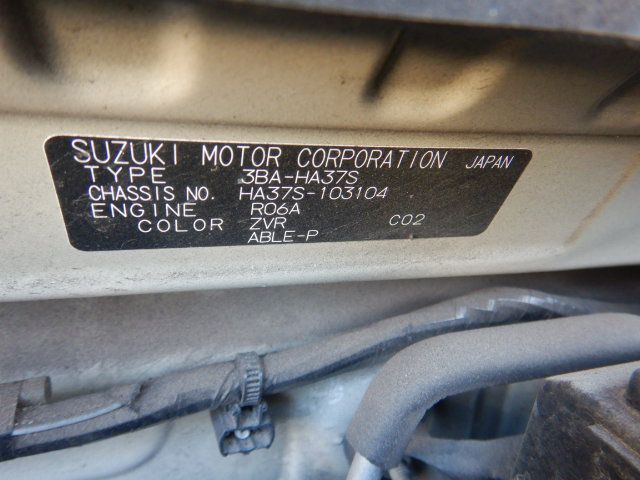 SUZUKI MOTOR CORPORATION JAPAN
TYPE 3BA-HA37S
CHASSIS NO. HA37S-103104
ENGINE R06A
COLOR ZVR C02
ABLE-P